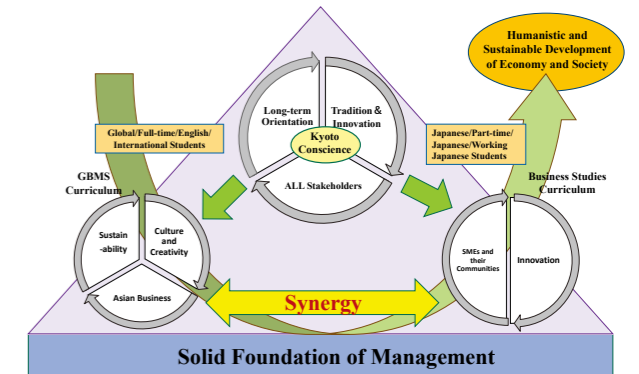 Humanistic and
Sustainable Development
of Economy and Society
Long-term
Orientation
Tradition &
Innovation
Kyoto
Conscience
ALL Stakeholders
Global/Full-time/English/
International Students
Japanese/Part-time/
Japanese/Working
Japanese Students
GBMS
Curriculum
Business Studies
Curriculum
Sustain
-ability
Culture
and
Creativity
Asian Business
SMEs and
their
Communities
Innovation
Synergy
Solid Foundation of Management